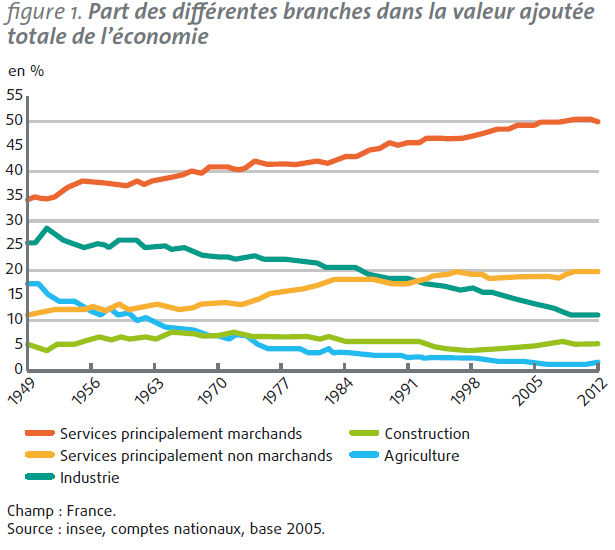 figure 1. Part des différentes branches dans la valeur ajoutée
totale de l'économie
en %
55
50
45
40
35
30
25
20
15
10
5
0
1949 1956 1963 1970 1977 1984 1991 1998 2005 2012
Services principalement marchands
Construction
Services principalement non marchands
Agriculture
Industrie
Champ : France.
Source : insee, comptes nationaux, base 2005.